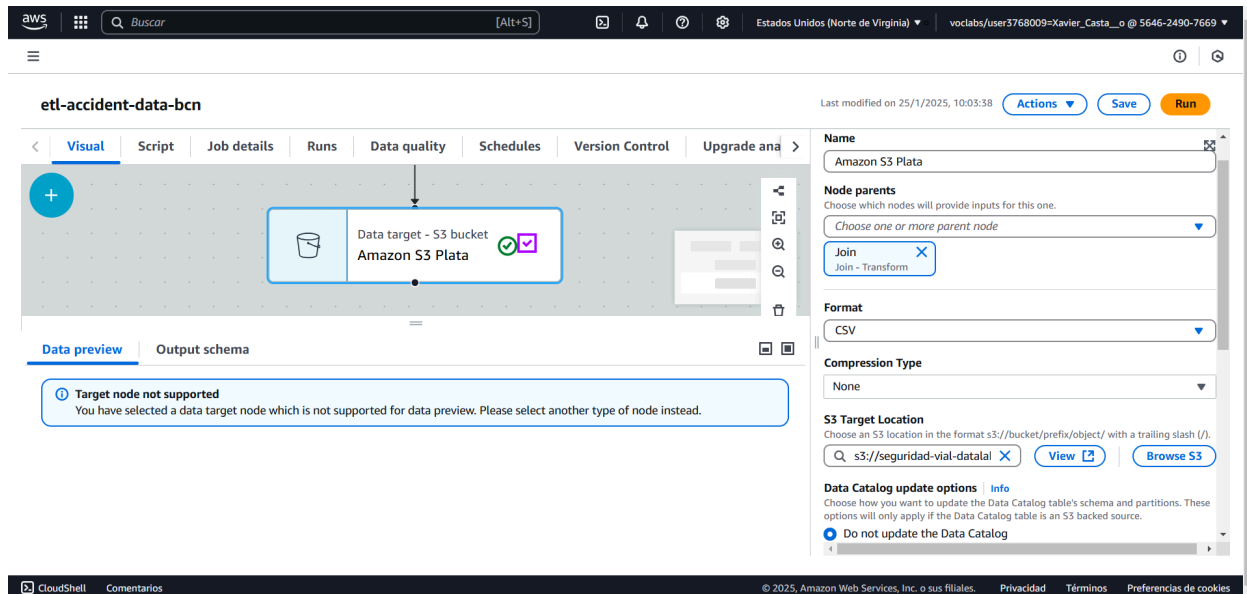 aws
Buscar [Alt+S] Estados Unidos (Norte de Virginia) voclabs/user3768009=Xavier_Casta__o @ 5646-2490-7669
etl-accident-data-bcn
Last modified on 25/1/2025, 10:03:38 Actions Save Run
Visual Script Job details Runs Data quality Schedules Version Control Upgrade ana
Data target - S3 bucket
Amazon S3 Plata
Data preview Output schema
Target node not supported
You have selected a data target node which is not supported for data preview. Please select another type of node instead.
Name
Amazon S3 Plata
Node parents
Choose which nodes will provide inputs for this one.
Choose one or more parent node
Join
Join - Transform
Format
CSV
Compression Type
None
S3 Target Location
Choose an S3 location in the format s3://bucket/prefix/object/ with a trailing slash (/).
s3://seguridad-vial-datalal View Browse S3
Data Catalog update options Info
Choose how you want to update the Data Catalog table's schema and partitions. These
options will only apply if the Data Catalog table is an S3 backed source.
Do not update the Data Catalog
CloudShell Comentarios © 2025, Amazon Web Services, Inc. o sus filiales. Privacidad Términos Preferencias de cookies